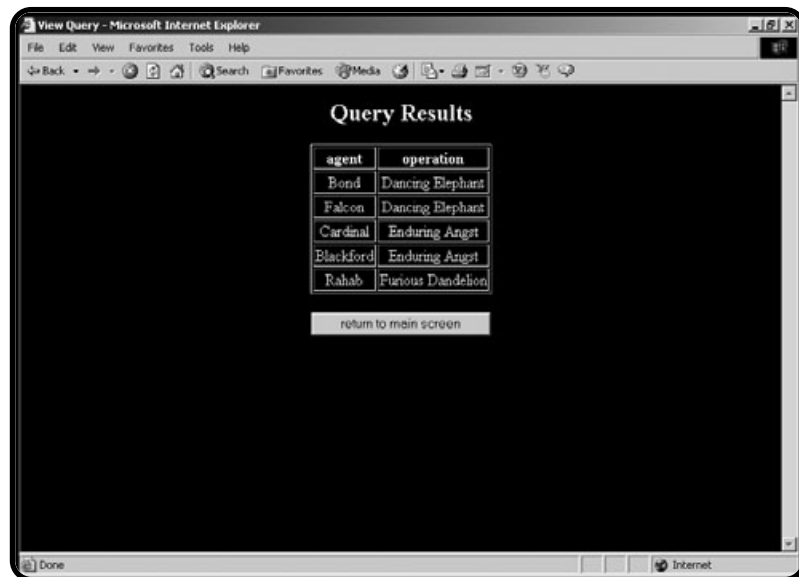 View Query - Microsoft Internet Explorer
File Edit View Favorites Tools Help
Back Search Favorites Media
Query Results
agent operation
Bond Dancing Elephant
Falcon Dancing Elephant
Cardinal Enduring Angst
Blackford Enduring Angst
Rahab Furious Dandelion
return to main screen
Done Internet